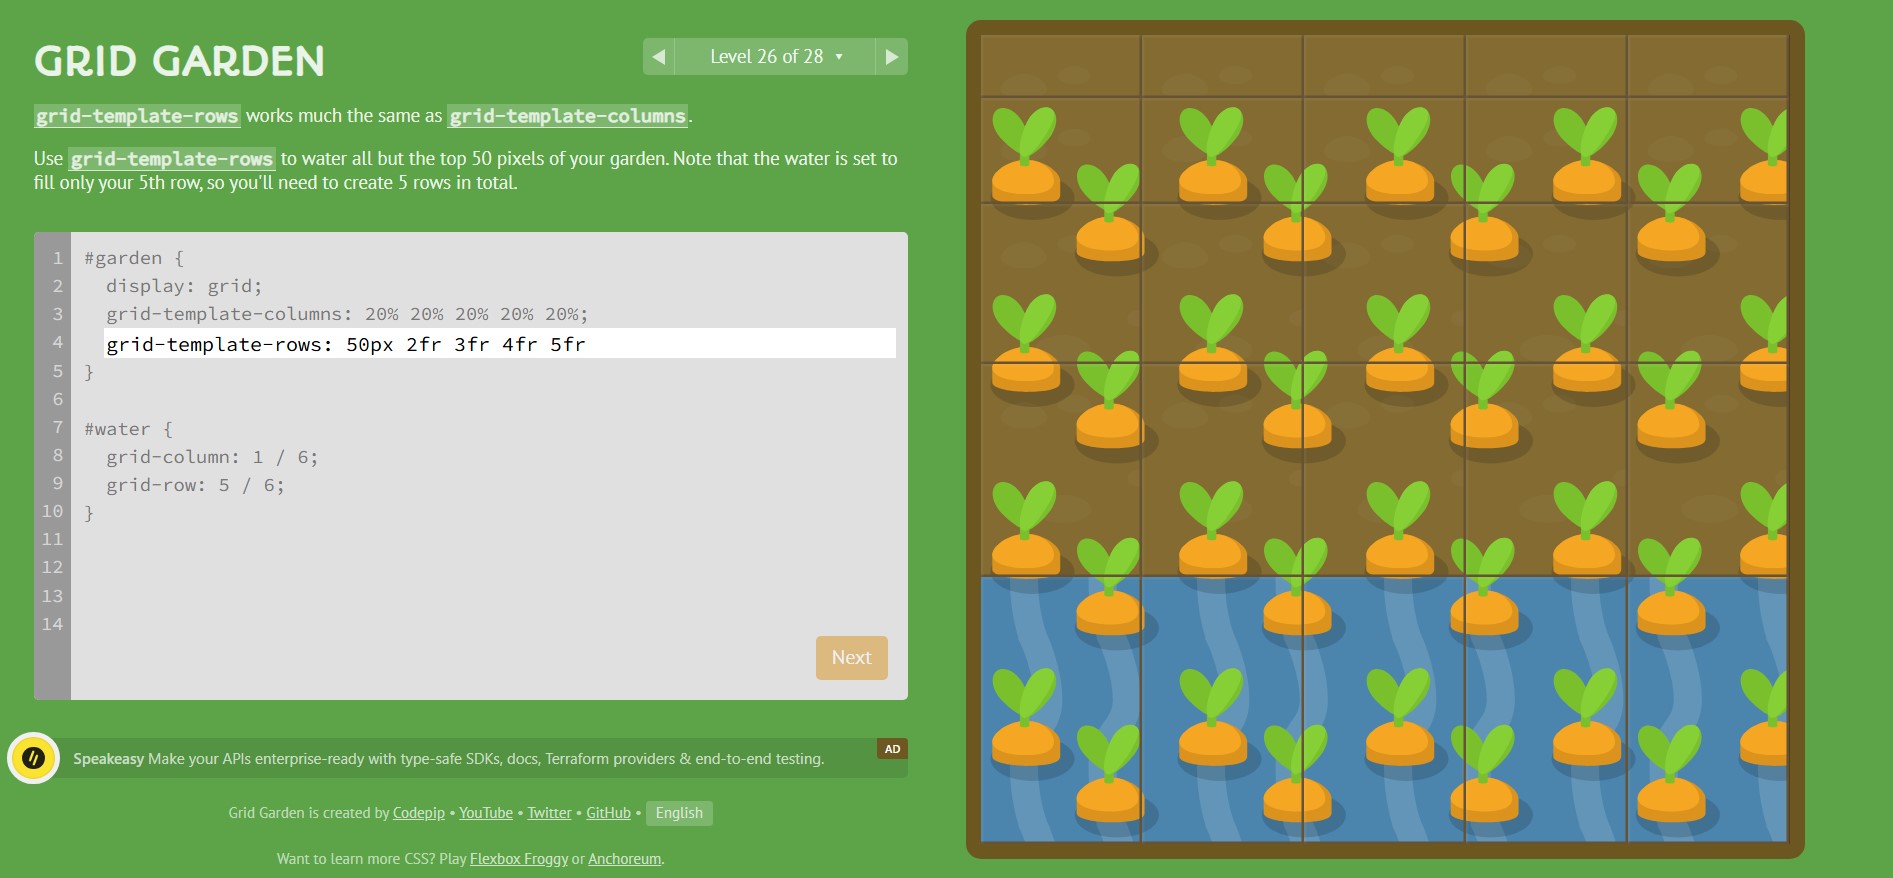 GRID GARDEN
◀ Level 26 of 28 ▾ ▶
grid-template-rows works much the same as grid-template-columns.
Use grid-template-rows to water all but the top 50 pixels of your garden. Note that the water is set to
fill only your 5th row, so you'll need to create 5 rows in total.
1 #garden {
2 display: grid;
3 grid-template-columns: 20% 20% 20% 20% 20%;
4 grid-template-rows: 50px 2fr 3fr 4fr 5fr
5 }
6
7 #water {
8 grid-column: 1 / 6;
9 grid-row: 5 / 6;
10 }
11
12
13
14
Next
AD
Speakeasy Make your APIs enterprise-ready with type-safe SDKs, docs, Terraform providers & end-to-end testing.
Grid Garden is created by Codepip • YouTube • Twitter • GitHub • English
Want to learn more CSS? Play Flexbox Froggy or Anchoreum.